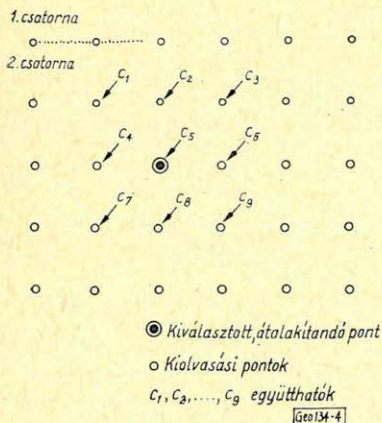 1.csatorna
2.csatorna
C1 C2 C3
C4 C5 C6
C7 C8 C9
Kiválasztott, átalakítandó pont
Kiolvasási pontok
C1, C2, ...., C9 együtthatók
Geo134-4